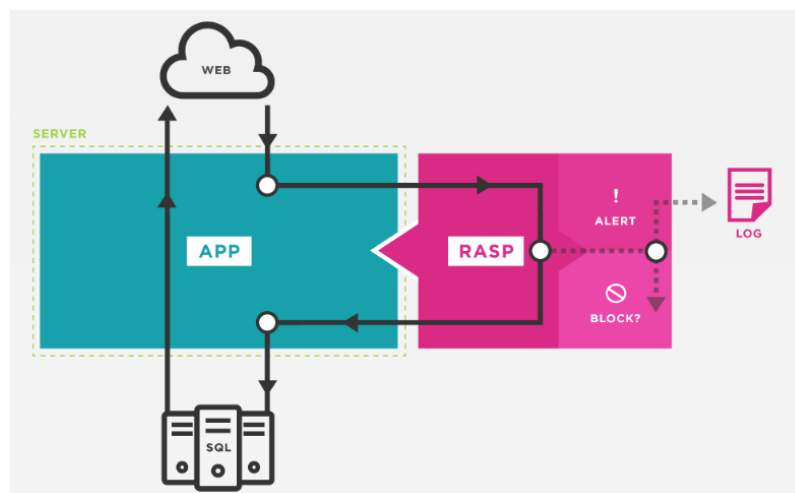 WEB
SERVER
!
ALERT
LOG
APP
RASP
BLOCK?
SQL